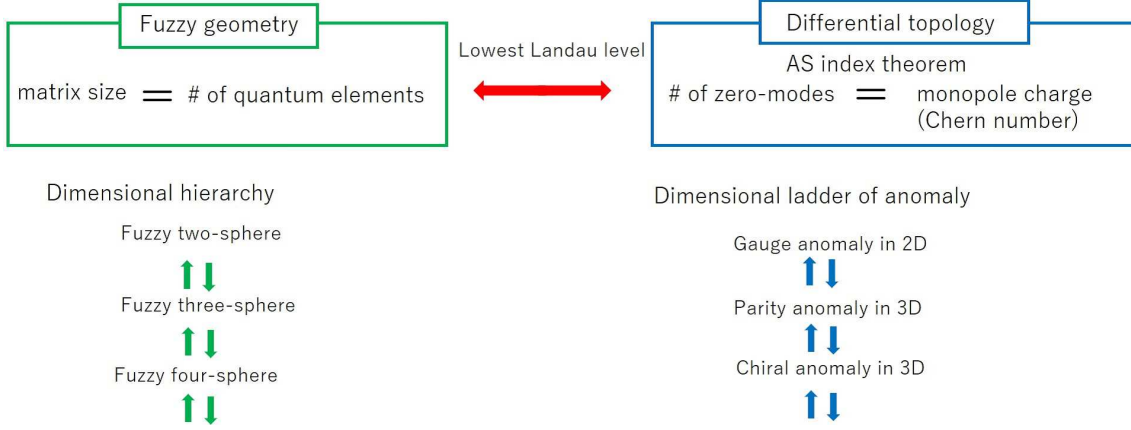 Fuzzy geometry
matrix size = # of quantum elements
Lowest Landau level
Differential topology
AS index theorem
# of zero-modes = monopole charge
(Chern number)
Dimensional hierarchy
Fuzzy two-sphere
Fuzzy three-sphere
Fuzzy four-sphere
Dimensional ladder of anomaly
Gauge anomaly in 2D
Parity anomaly in 3D
Chiral anomaly in 3D